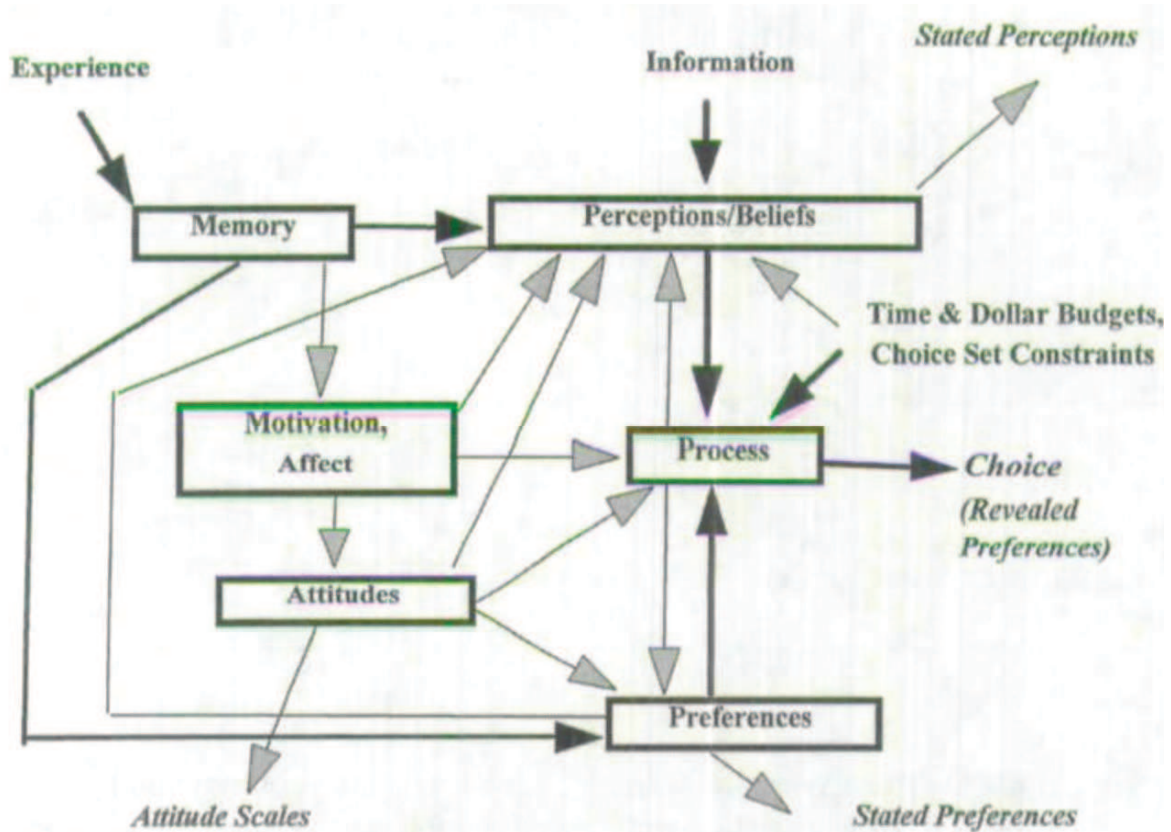 Stated Perceptions
Experience
Information
Memory
Perceptions/Beliefs
Time & Dollar Budgets,
Choice Set Constraints
Motivation,
Affect
Process
Choice
(Revealed
Preferences)
Attitudes
Preferences
Attitude Scales
Stated Preferences